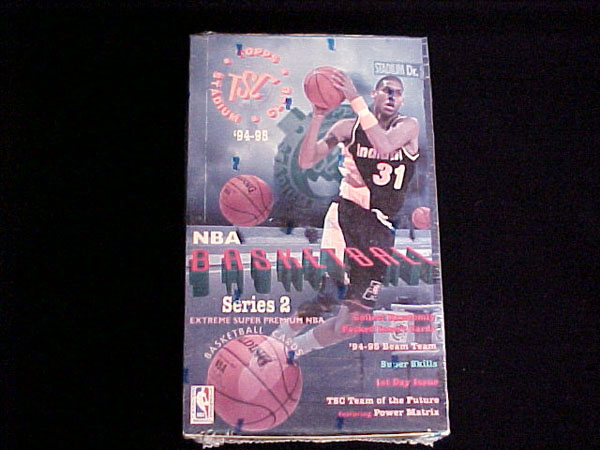 TOPPS
STADIUM CLUB
TSC
'94-95
STADIUM Dr.
Indiana
31
NBA
BASKETBALL
Series 2
EXTREME SUPER PREMIUM NBA
BASKETBALL CARDS
'94-95 Beam Team
Super Skills
1st Day Issue
TSC Team of the Future
featuring Power Matrix